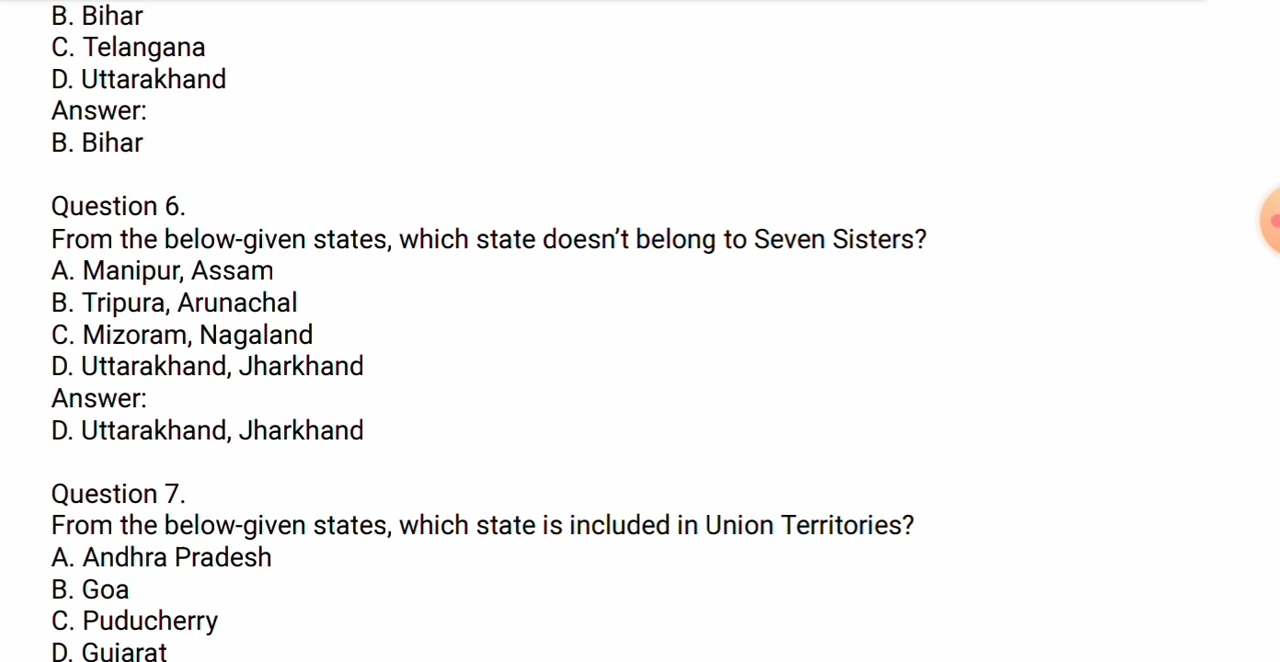 B. Bihar
C. Telangana
D. Uttarakhand
Answer:
B. Bihar
Question 6.
From the below-given states, which state doesn’t belong to Seven Sisters?
A. Manipur, Assam
B. Tripura, Arunachal
C. Mizoram, Nagaland
D. Uttarakhand, Jharkhand
Answer:
D. Uttarakhand, Jharkhand
Question 7.
From the below-given states, which state is included in Union Territories?
A. Andhra Pradesh
B. Goa
C. Puducherry
D. Gujarat